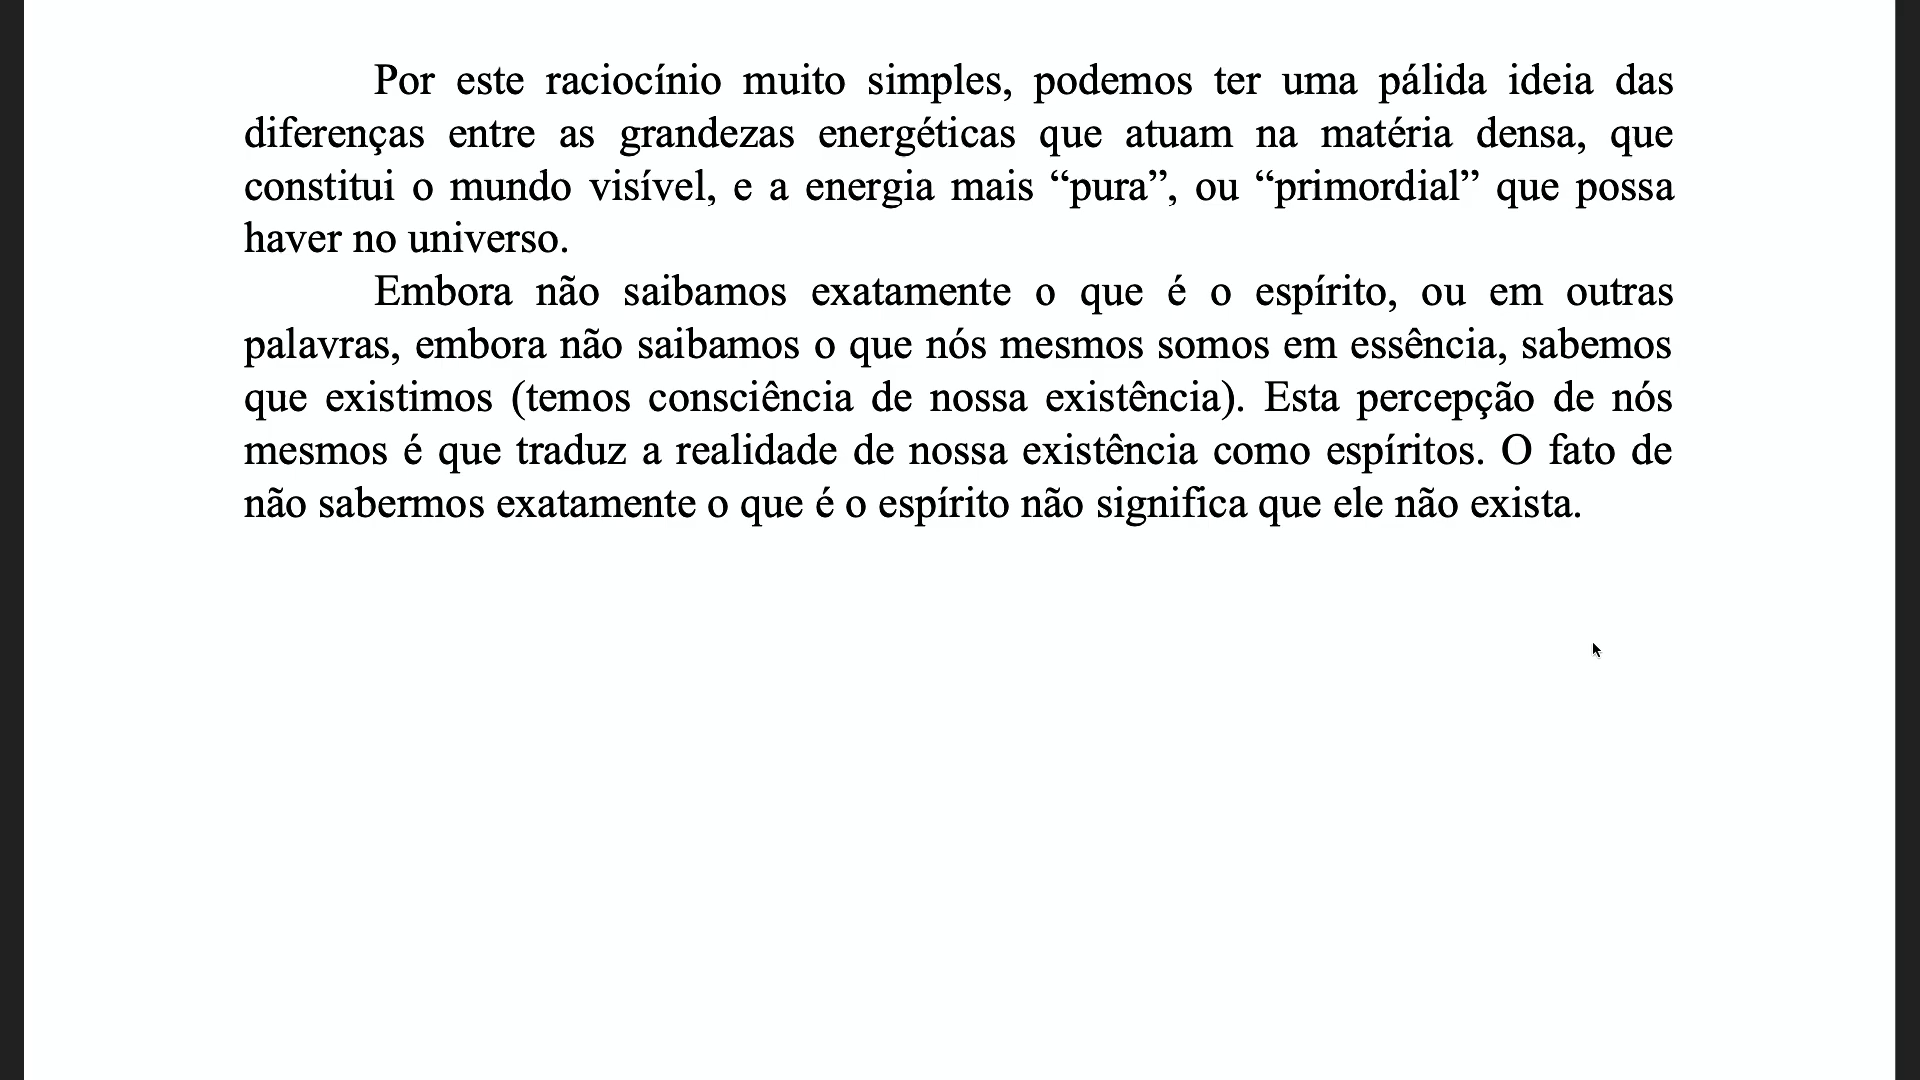 Por este raciocínio muito simples, podemos ter uma pálida ideia das
diferenças entre as grandezas energéticas que atuam na matéria densa, que
constitui o mundo visível, e a energia mais “pura”, ou “primordial” que possa
haver no universo.
Embora não saibamos exatamente o que é o espírito, ou em outras
palavras, embora não saibamos o que nós mesmos somos em essência, sabemos
que existimos (temos consciência de nossa existência). Esta percepção de nós
mesmos é que traduz a realidade de nossa existência como espíritos. O fato de
não sabermos exatamente o que é o espírito não significa que ele não exista.